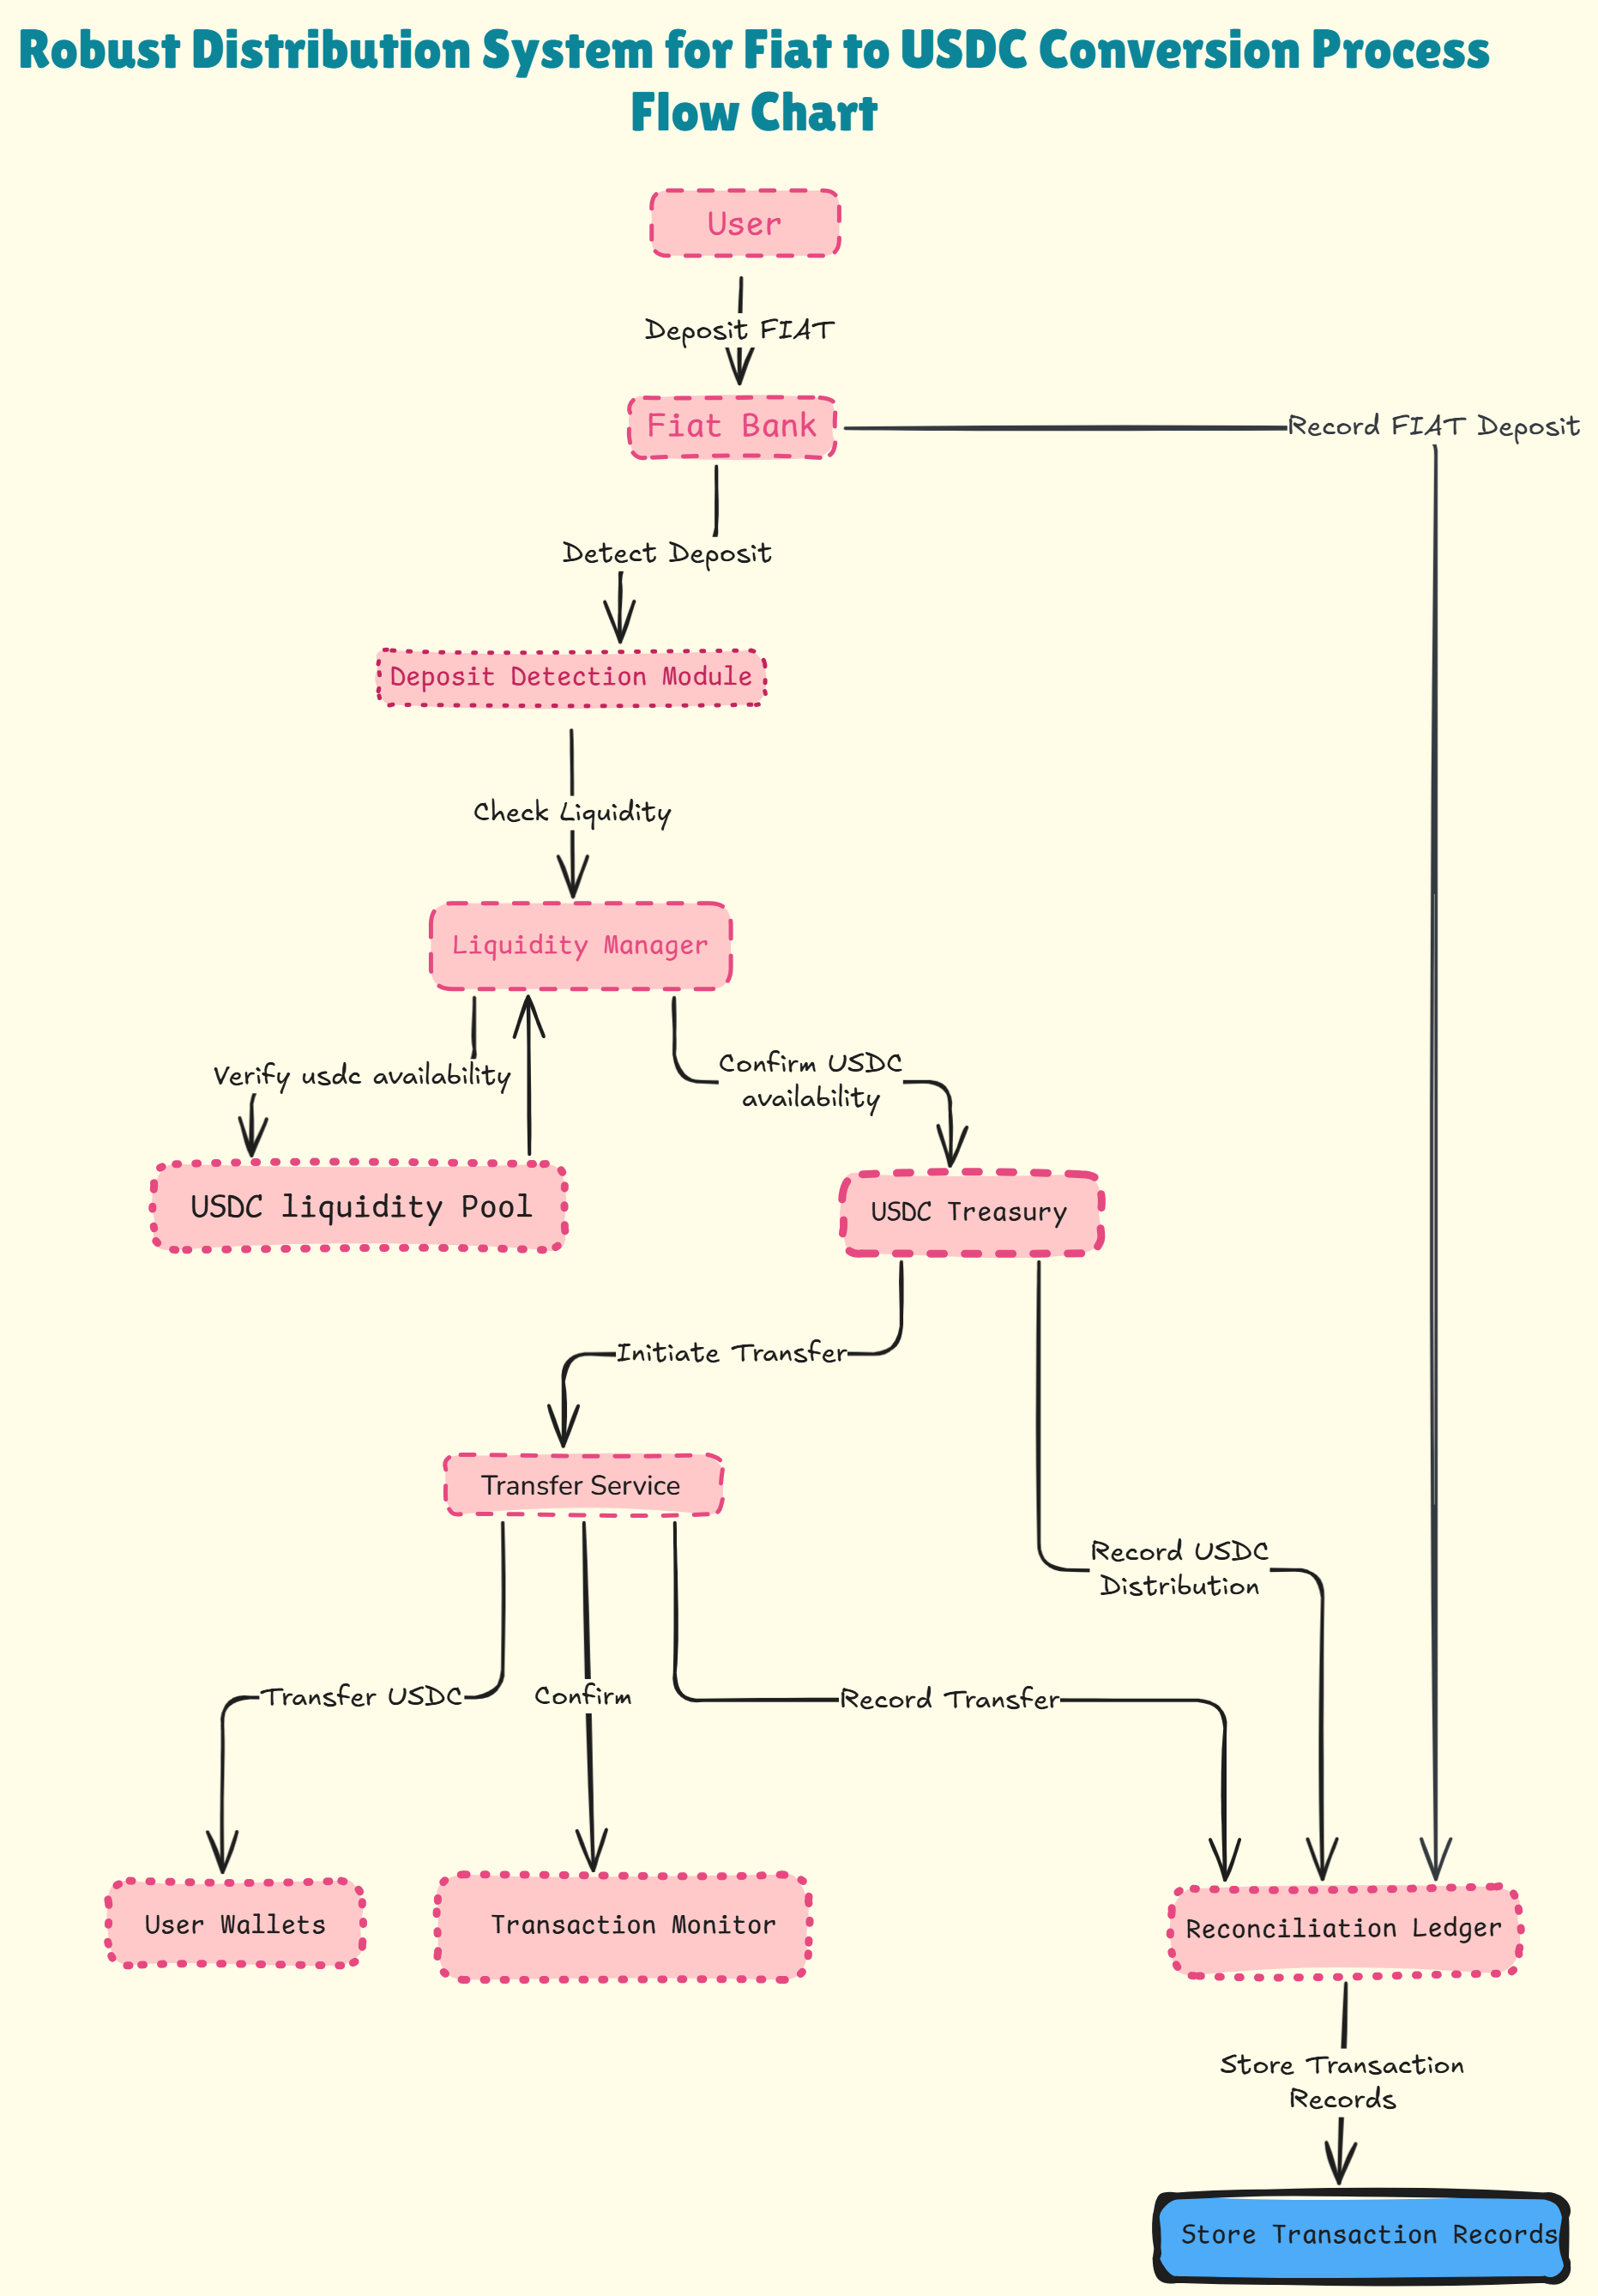 Robust Distribution System for Fiat to USDC Conversion Process
Flow Chart
User
Deposit FIAT
Fiat Bank
Record FIAT Deposit
Detect Deposit
Deposit Detection Module
Check Liquidity
Liquidity Manager
Verify usdc availability
Confirm USDC
availability
USDC liquidity Pool
USDC Treasury
Initiate Transfer
Transfer Service
Record USDC
Distribution
Transfer USDC
Confirm
Record Transfer
User Wallets
Transaction Monitor
Reconciliation Ledger
Store Transaction
Records
Store Transaction Records